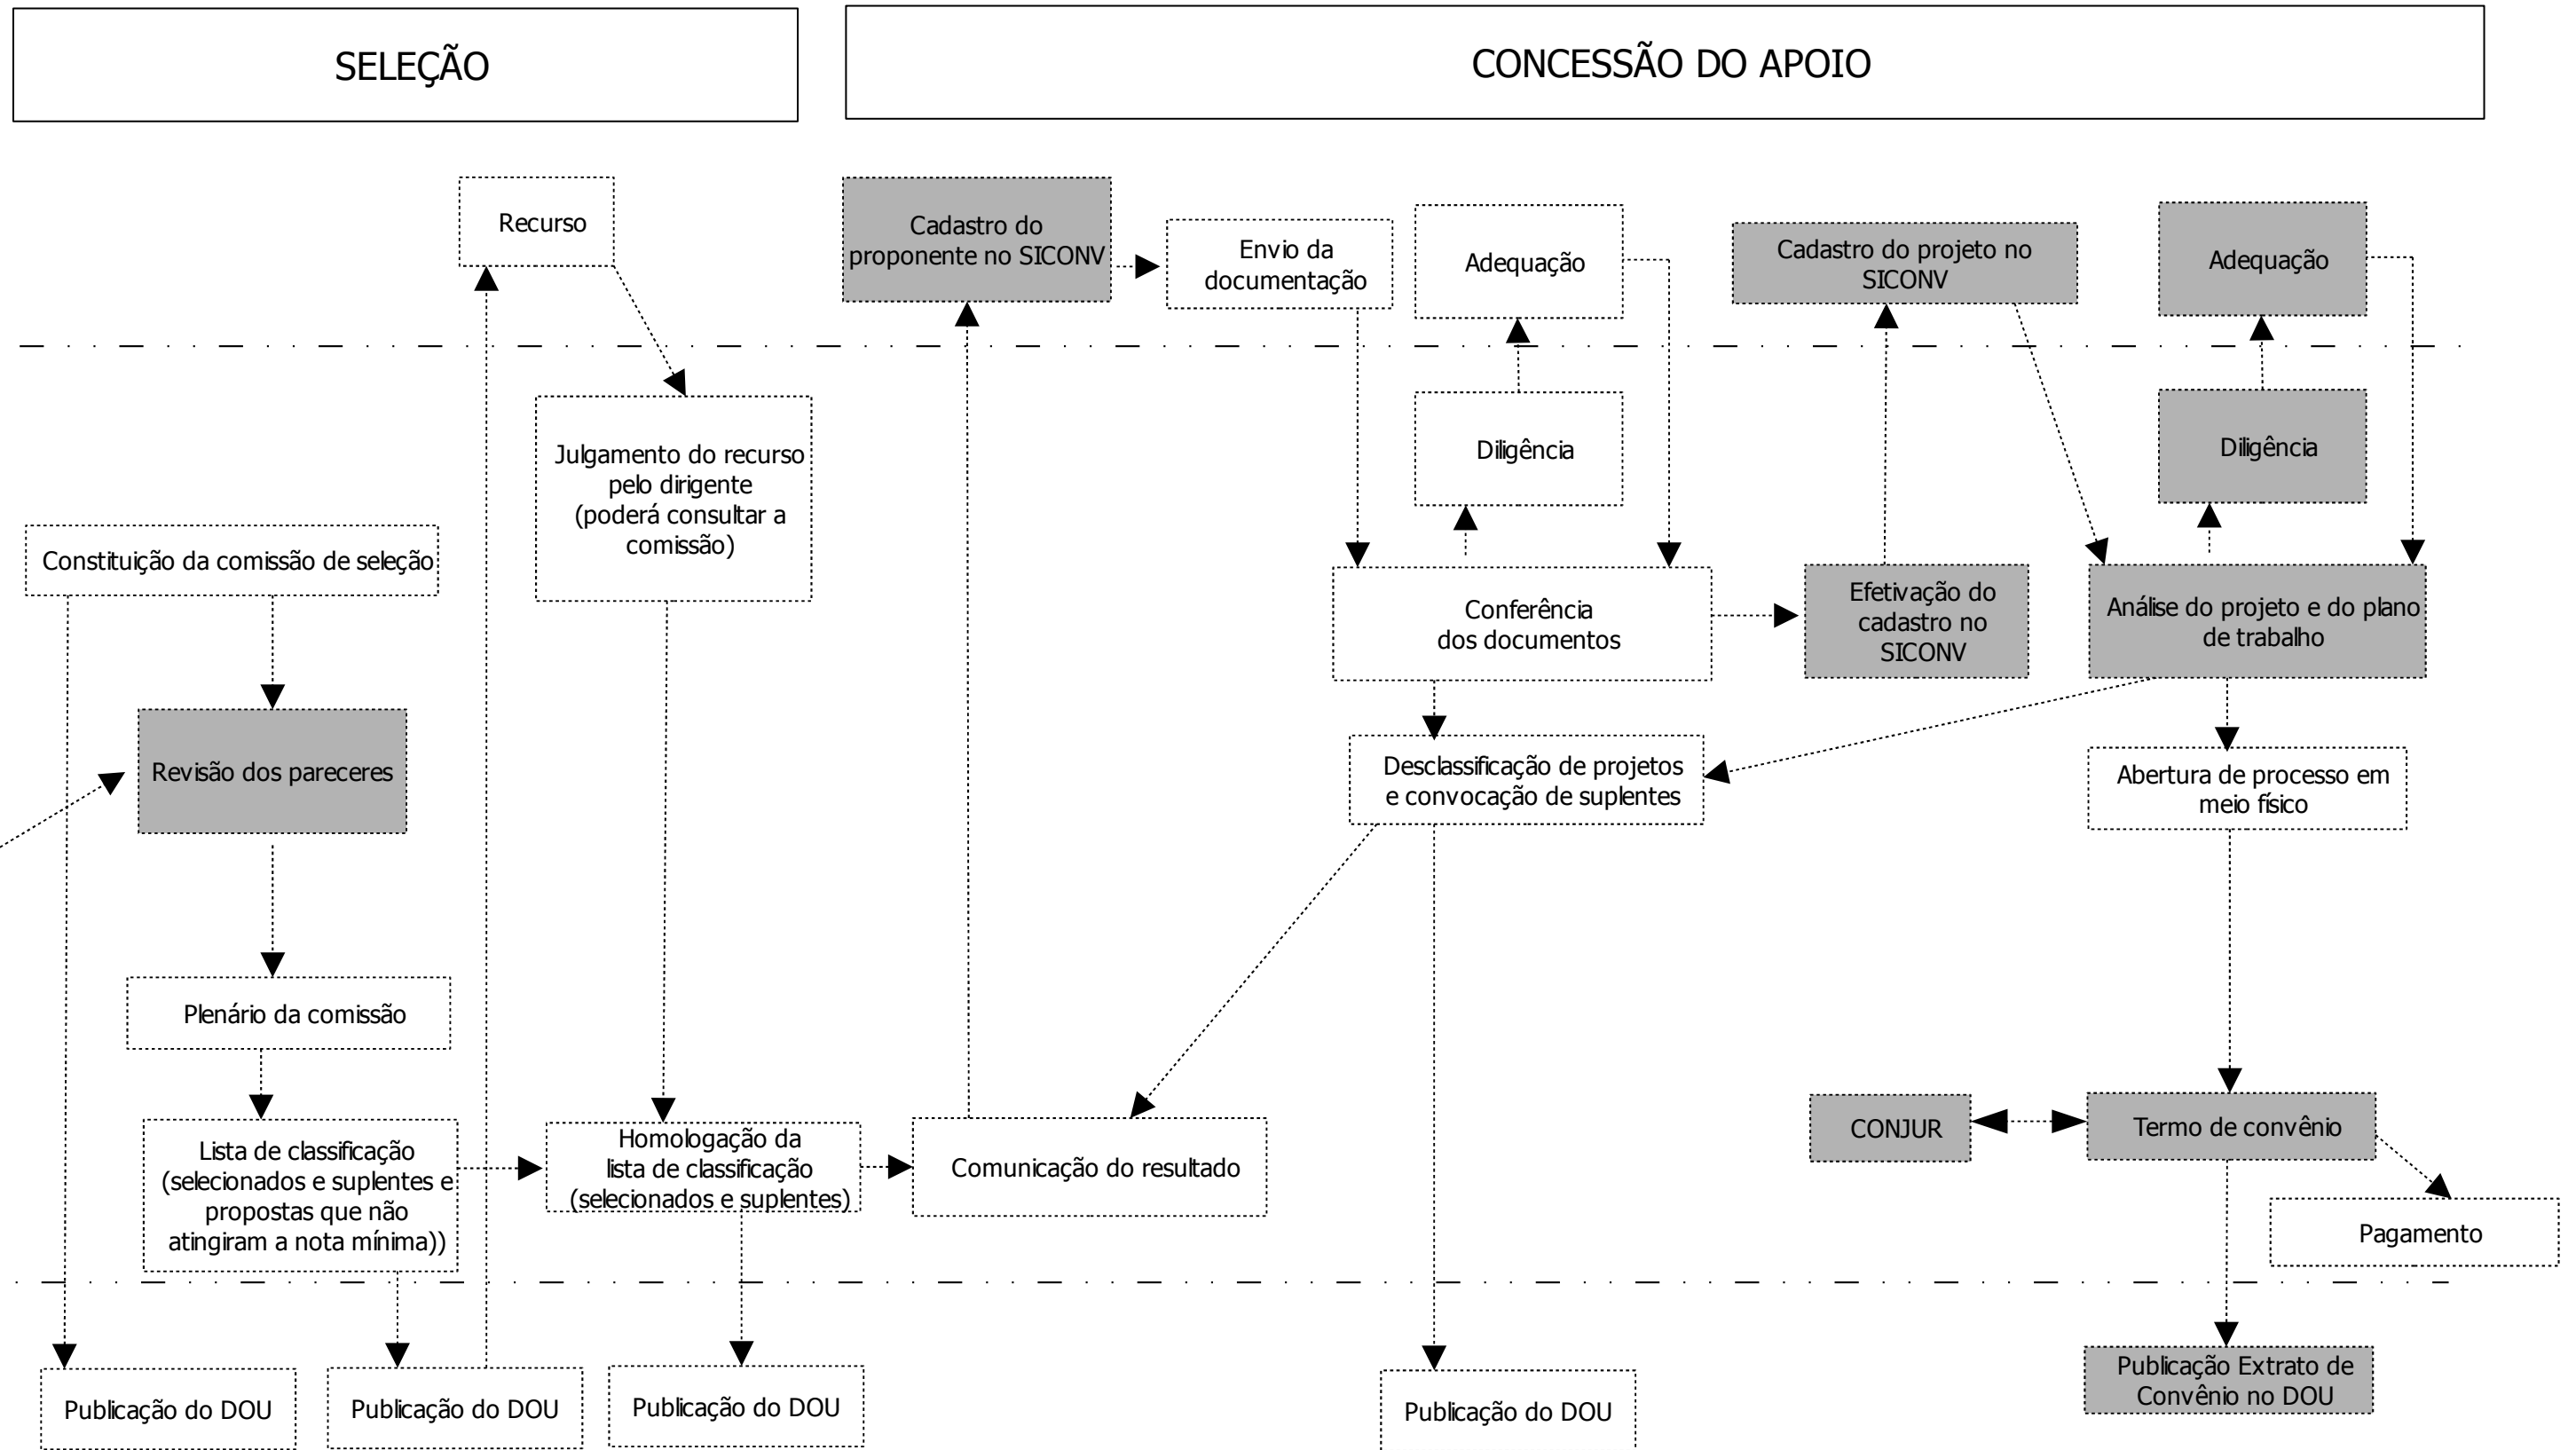 SELEÇÃO
CONCESSÃO DO APOIO
Recurso
Cadastro do
proponente no SICONV
Envio da
documentação
Adequação
Cadastro do projeto no
SICONV
Adequação
Julgamento do recurso
pelo dirigente
(poderá consultar a
comissão)
Diligência
Diligência
Constituição da comissão de seleção
Conferência
dos documentos
Efetivação do
cadastro no
SICONV
Análise do projeto e do plano
de trabalho
Revisão dos pareceres
Desclassificação de projetos
e convocação de suplentes
Abertura de processo em
meio físico
Plenário da comissão
Lista de classificação
(selecionados e suplentes e
propostas que não
atingiram a nota mínima))
Homologação da
lista de classificação
(selecionados e suplentes)
Comunicação do resultado
CONJUR
Termo de convênio
Pagamento
Publicação do DOU
Publicação do DOU
Publicação do DOU
Publicação do DOU
Publicação Extrato de
Convênio no DOU